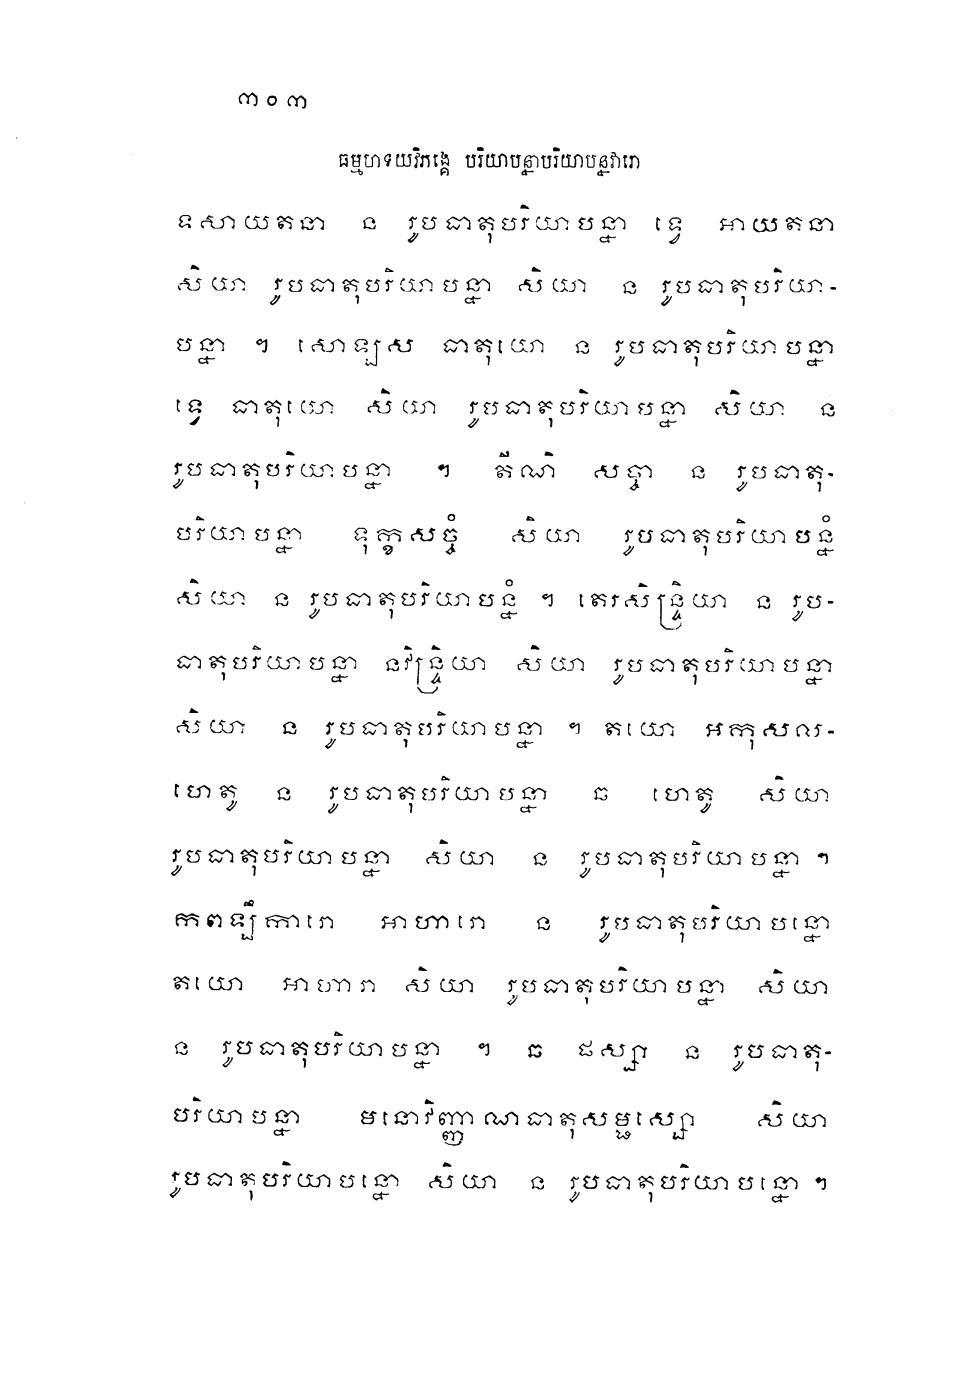 ៣០៣
ធម្មហទយវិភង្គេ បរិយាបន្នាបរិយាបន្នវារោ
ទសាយតនា ន រូបធាតុបរិយាបន្នា ទ្វេ អាយតនា
សិយា រូបធាតុបរិយាបន្នា សិយា ន រូបធាតុបរិយា-
បន្នា ។ សោឡស ធាតុយោ ន រូបធាតុបរិយាបន្នា
ទ្វេ ធាតុយោ សិយា រូបធាតុបរិយាបន្នា សិយា ន
រូបធាតុបរិយាបន្នា ។ តីណិ សច្ចា ន រូបធាតុ-
បរិយាបន្នា ទុក្ខសច្ចំ សិយា រូបធាតុបរិយាបន្នំ
សិយា ន រូបធាតុបរិយាបន្នំ ។ តេរសិន្ទ្រិយា ន រូប-
ធាតុបរិយាបន្នា នវិន្ទ្រិយា សិយា រូបធាតុបរិយាបន្នា
សិយា ន រូបធាតុបរិយាបន្នា ។ តយោ អកុសល-
ហេតូ ន រូបធាតុបរិយាបន្នា ឆ ហេតូ សិយា
រូបធាតុបរិយាបន្នា សិយា ន រូបធាតុបរិយាបន្នា ។
កពឡីការោ អាហារោ ន រូបធាតុបរិយាបន្នោ
តយោ អាហារា សិយា រូបធាតុបរិយាបន្នា សិយា
ន រូបធាតុបរិយាបន្នា ។ ឆ ផស្សា ន រូបធាតុ-
បរិយាបន្នា មនោវិញ្ញាណធាតុសម្ផស្សោ សិយា
រូបធាតុបរិយាបន្នោ សិយា ន រូបធាតុបរិយាបន្នោ ។